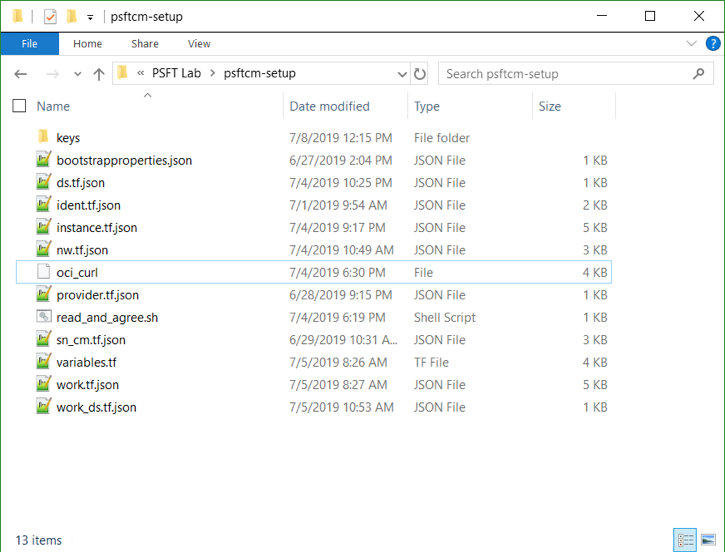 psftcm-setup
File Home Share View
« PSFT Lab > psftcm-setup Search psftcm-setup
Name Date modified Type Size
keys 7/8/2019 12:15 PM File folder
bootstrapproperties.json 6/27/2019 2:04 PM JSON File 1 KB
ds.tf.json 7/4/2019 10:25 PM JSON File 1 KB
ident.tf.json 7/1/2019 9:54 AM JSON File 2 KB
instance.tf.json 7/4/2019 9:17 PM JSON File 5 KB
nw.tf.json 7/4/2019 10:49 AM JSON File 3 KB
oci_curl 7/4/2019 6:30 PM File 4 KB
provider.tf.json 6/28/2019 9:15 PM JSON File 1 KB
read_and_agree.sh 7/4/2019 6:19 PM Shell Script 1 KB
sn_cm.tf.json 6/29/2019 10:31 A... JSON File 3 KB
variables.tf 7/5/2019 8:26 AM TF File 4 KB
work.tf.json 7/5/2019 8:27 AM JSON File 5 KB
work_ds.tf.json 7/5/2019 10:53 AM JSON File 1 KB
13 items